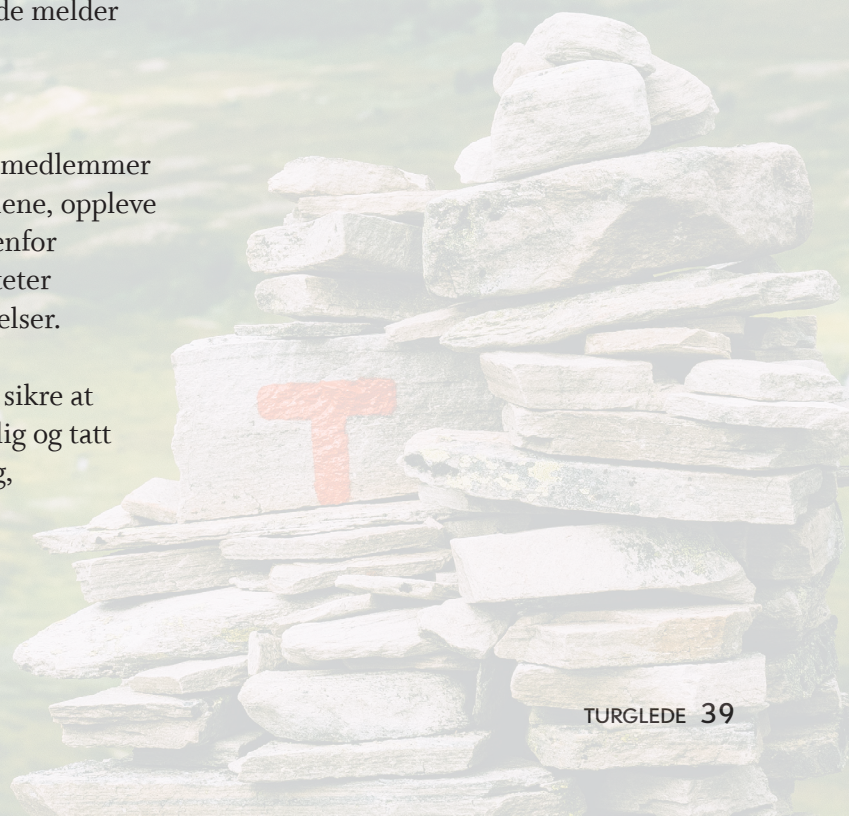 de melder
medlemmer
ene, oppleve
enfor
teter
elser.
sikre at
lig og tatt
g,
T
TURGLEDE 39